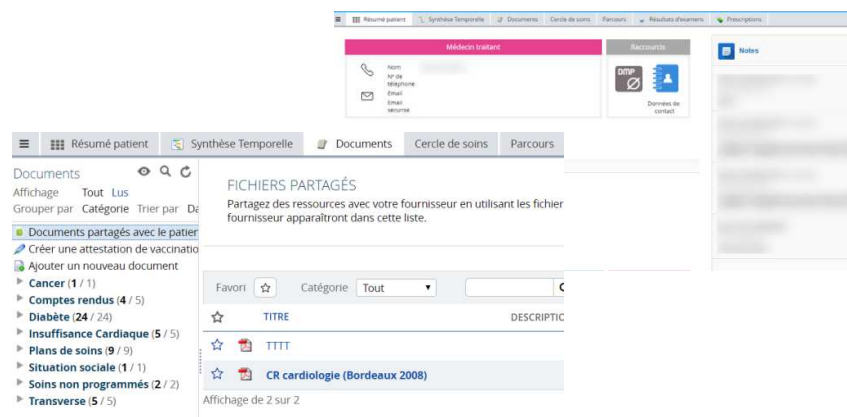 Résumé patient Synthèse Temporelle Documents Cercle de soins Parcours Résultats d'examens Prescriptions
Médecin traitant
Raccourcis
Notes
Nom
N° de
téléphone
Email
Email
sécurisé
DMP
Données de
contact
Résumé patient Synthèse Temporelle Documents Cercle de soins Parcours
Documents
Affichage Tout Lus
Grouper par Catégorie Trier par Da
Documents partagés avec le patier
Créer une attestation de vaccinatio
Ajouter un nouveau document
Cancer (1 / 1)
Comptes rendus (4 / 5)
Diabète (24 / 24)
Insuffisance Cardiaque (5 / 5)
Plans de soins (9 / 9)
Situation sociale (1 / 1)
Soins non programmés (2 / 2)
Transverse (5 / 5)
FICHIERS PARTAGÉS
Partagez des ressources avec votre fournisseur en utilisant les fichier
fournisseur apparaîtront dans cette liste.
Favori Catégorie Tout
TITRE DESCRIPTIO
TTTT
CR cardiologie (Bordeaux 2008)
Affichage de 2 sur 2